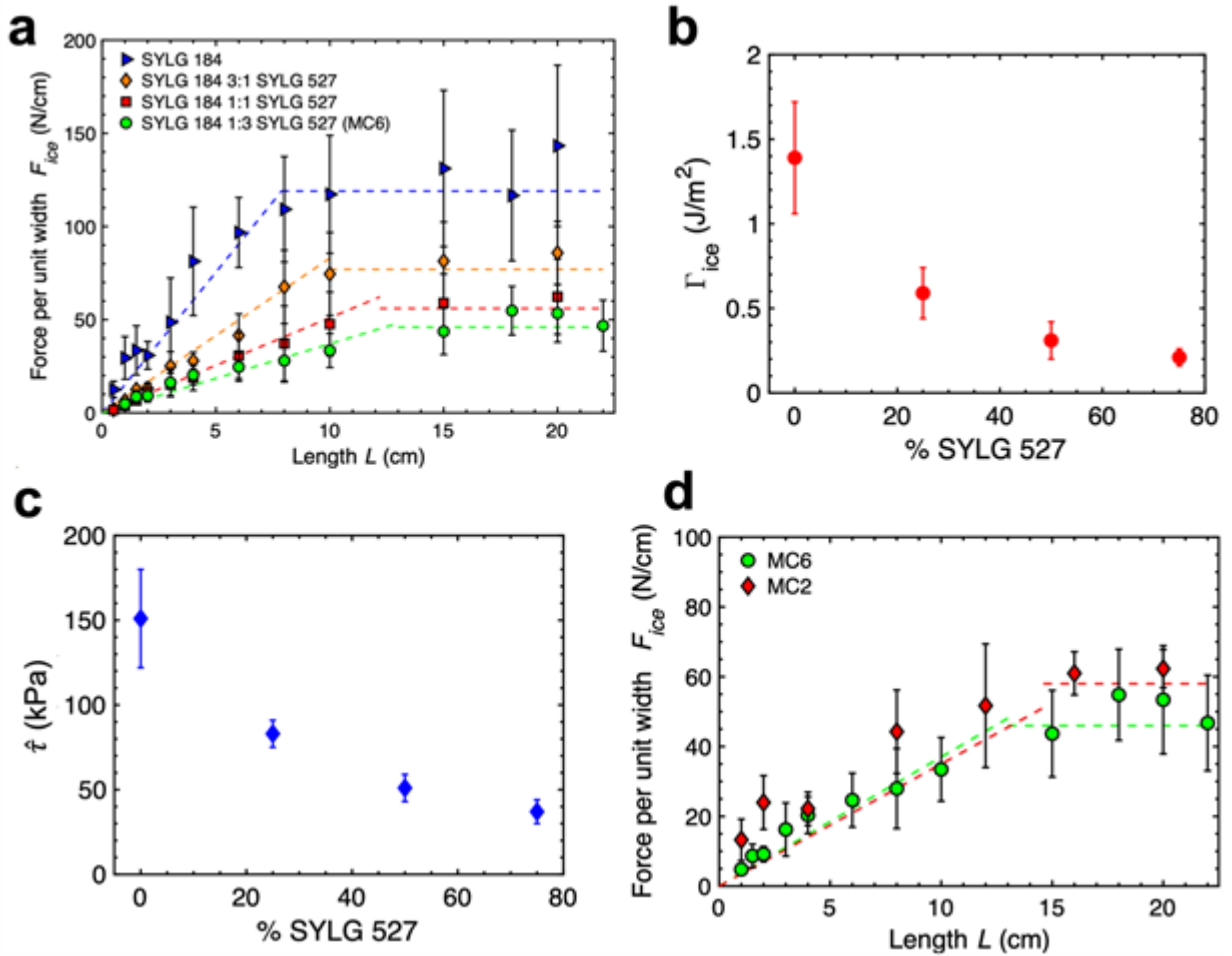 a
200
150
100
50
0
Force per unit width F_ice (N/cm)
SYLG 184
SYLG 184 3:1 SYLG 527
SYLG 184 1:1 SYLG 527
SYLG 184 1:3 SYLG 527 (MC6)
0 5 10 15 20
Length L (cm)
b
2
1.5
1
0.5
0
Γ_ice (J/m²)
0 20 40 60 80
% SYLG 527
c
200
150
100
50
0
τ̂ (kPa)
0 20 40 60 80
% SYLG 527
d
100
80
60
40
20
0
Force per unit width F_ice (N/cm)
MC6
MC2
0 5 10 15 20
Length L (cm)